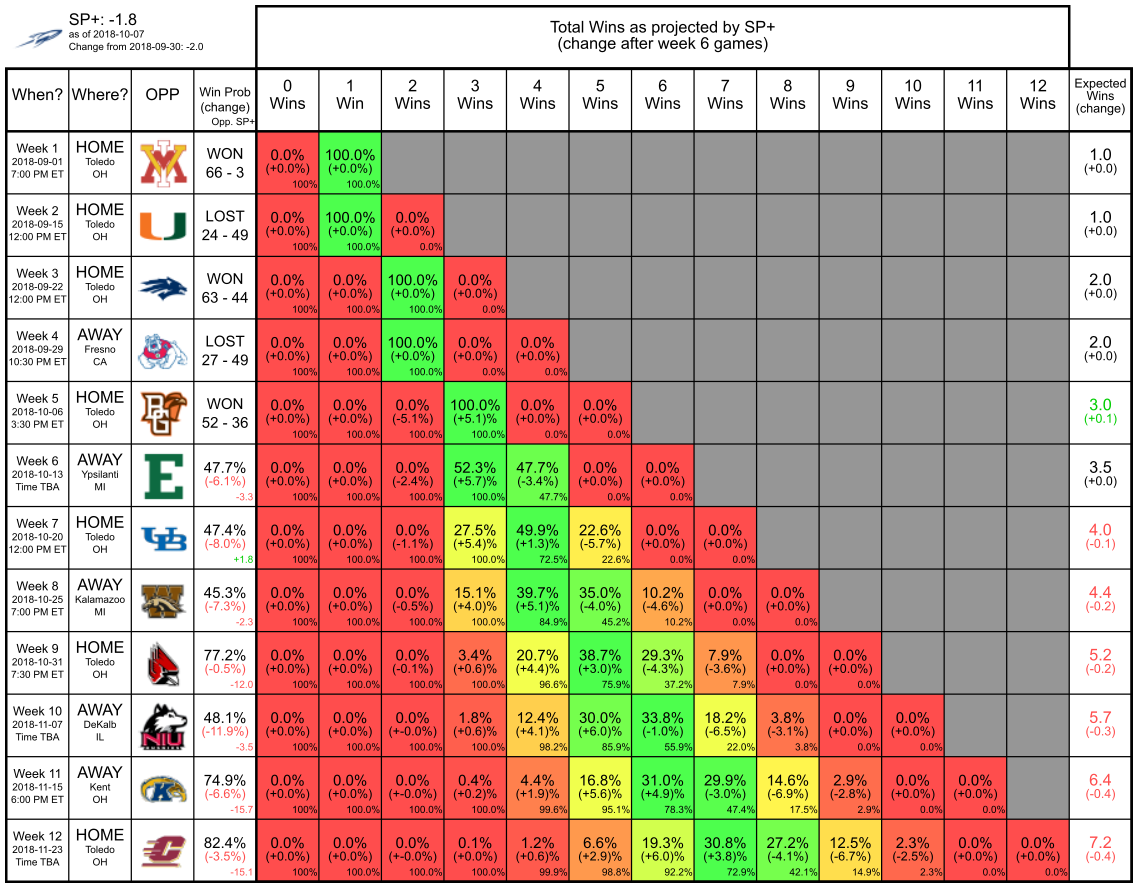 SP+: -1.8
as of 2018-10-07
Change from 2018-09-30: -2.0
Total Wins as projected by SP+
(change after week 6 games)
When? Where? OPP Win Prob (change) Opp. SP+ 0 Wins 1 Win 2 Wins 3 Wins 4 Wins 5 Wins 6 Wins 7 Wins 8 Wins 9 Wins 10 Wins 11 Wins 12 Wins Expected Wins (change)
Week 1 HOME WON 0.0% 100.0% 1.0
2018-09-01 Toledo 66 - 3 (+0.0%) (+0.0%) (+0.0)
7:00 PM ET OH 100% 100.0%
Week 2 HOME LOST 0.0% 100.0% 0.0% 1.0
2018-09-15 Toledo 24 - 49 (+0.0%) (+0.0%) (+0.0%) (+0.0)
12:00 PM ET OH 100% 100.0% 0.0%
Week 3 HOME WON 0.0% 0.0% 100.0% 0.0% 2.0
2018-09-22 Toledo 63 - 44 (+0.0%) (+0.0%) (+0.0%) (+0.0%) (+0.0)
12:00 PM ET OH 100% 100.0% 100.0% 0.0%
Week 4 AWAY LOST 0.0% 0.0% 100.0% 0.0% 0.0% 2.0
2018-09-29 Fresno 27 - 49 (+0.0%) (+0.0%) (+0.0%) (+0.0%) (+0.0%) (+0.0)
10:30 PM ET CA 100% 100.0% 100.0% 0.0% 0.0%
Week 5 HOME BG WON 0.0% 0.0% 0.0% 100.0% 0.0% 0.0% 3.0
2018-10-06 Toledo 52 - 36 (+0.0%) (+0.0%) (-5.1%) (+5.1)% (+0.0%) (+0.0%) (+0.1)
3:30 PM ET OH 100% 100.0% 100.0% 100.0% 0.0% 0.0%
Week 6 AWAY E 47.7% 0.0% 0.0% 0.0% 52.3% 47.7% 0.0% 0.0% 3.5
2018-10-13 Ypsilanti (-6.1%) (+0.0%) (+0.0%) (-2.4%) (+5.7)% (-3.4%) (+0.0%) (+0.0%) (+0.0)
Time TBA MI -3.3 100% 100.0% 100.0% 100.0% 47.7% 0.0% 0.0%
Week 7 HOME UB 47.4% 0.0% 0.0% 0.0% 27.5% 49.9% 22.6% 0.0% 0.0% 4.0
2018-10-20 Toledo (-8.0%) (+0.0%) (+0.0%) (-1.1%) (+5.4)% (+1.3)% (-5.7%) (+0.0%) (+0.0%) (-0.1)
12:00 PM ET OH +1.8 100% 100.0% 100.0% 100.0% 72.5% 22.6% 0.0% 0.0%
Week 8 AWAY W 45.3% 0.0% 0.0% 0.0% 15.1% 39.7% 35.0% 10.2% 0.0% 0.0% 4.4
2018-10-25 Kalamazoo (-7.3%) (+0.0%) (+0.0%) (-0.5%) (+4.0)% (+5.1)% (-4.0%) (-4.6%) (+0.0%) (+0.0%) (-0.2)
7:00 PM ET MI -2.3 100% 100.0% 100.0% 100.0% 84.9% 45.2% 10.2% 0.0% 0.0%
Week 9 HOME 77.2% 0.0% 0.0% 0.0% 3.4% 20.7% 38.7% 29.3% 7.9% 0.0% 0.0% 5.2
2018-10-31 Toledo (-0.5%) (+0.0%) (+0.0%) (-0.1%) (+0.6)% (+4.4)% (+3.0)% (-4.3%) (-3.6%) (+0.0%) (+0.0%) (-0.2)
7:30 PM ET OH -12.0 100% 100.0% 100.0% 100.0% 96.6% 75.9% 37.2% 7.9% 0.0% 0.0%
Week 10 AWAY NIU 48.1% 0.0% 0.0% 0.0% 1.8% 12.4% 30.0% 33.8% 18.2% 3.8% 0.0% 0.0% 5.7
2018-11-07 DeKalb (-11.9%) (+0.0%) (+0.0%) (+-0.0%) (+0.6)% (+4.1)% (+6.0)% (-1.0%) (-6.5%) (-3.1%) (+0.0%) (+0.0%) (-0.3)
Time TBA IL -3.5 100% 100.0% 100.0% 100.0% 98.2% 85.9% 55.9% 22.0% 3.8% 0.0% 0.0%
Week 11 AWAY K 74.9% 0.0% 0.0% 0.0% 0.4% 4.4% 16.8% 31.0% 29.9% 14.6% 2.9% 0.0% 0.0% 6.4
2018-11-15 Kent (-6.6%) (+0.0%) (+0.0%) (+-0.0%) (+0.2)% (+1.9)% (+5.6)% (+4.9)% (-3.0%) (-6.9%) (-2.8%) (+0.0%) (+0.0%) (-0.4)
6:00 PM ET OH -15.7 100% 100.0% 100.0% 100.0% 99.6% 95.1% 78.3% 47.4% 17.5% 2.9% 0.0% 0.0%
Week 12 HOME C 82.4% 0.0% 0.0% 0.0% 0.1% 1.2% 6.6% 19.3% 30.8% 27.2% 12.5% 2.3% 0.0% 0.0% 7.2
2018-11-23 Toledo (-3.5%) (+0.0%) (+0.0%) (+-0.0%) (+0.0%) (+0.6)% (+2.9)% (+6.0)% (+3.8)% (-4.1%) (-6.7%) (-2.5%) (+0.0%) (+0.0%) (-0.4)
Time TBA OH -15.1 100% 100.0% 100.0% 100.0% 99.9% 98.8% 92.2% 72.9% 42.1% 14.9% 2.3% 0.0% 0.0%